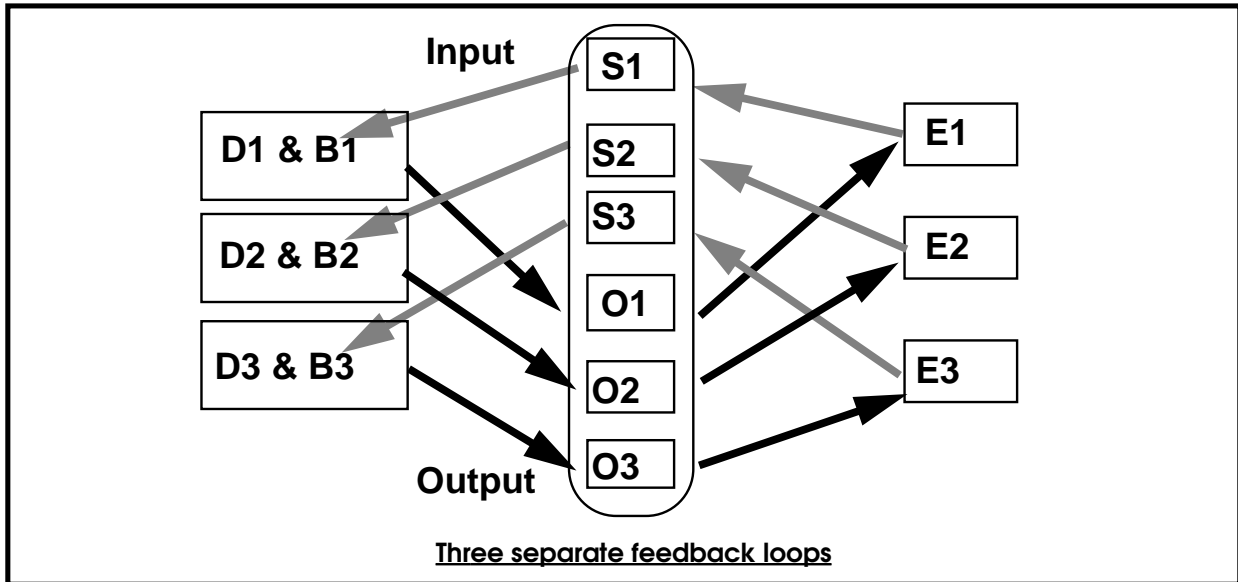 Input
S1
D1 & B1
E1
S2
S3
D2 & B2
E2
O1
D3 & B3
E3
O2
O3
Output
Three separate feedback loops